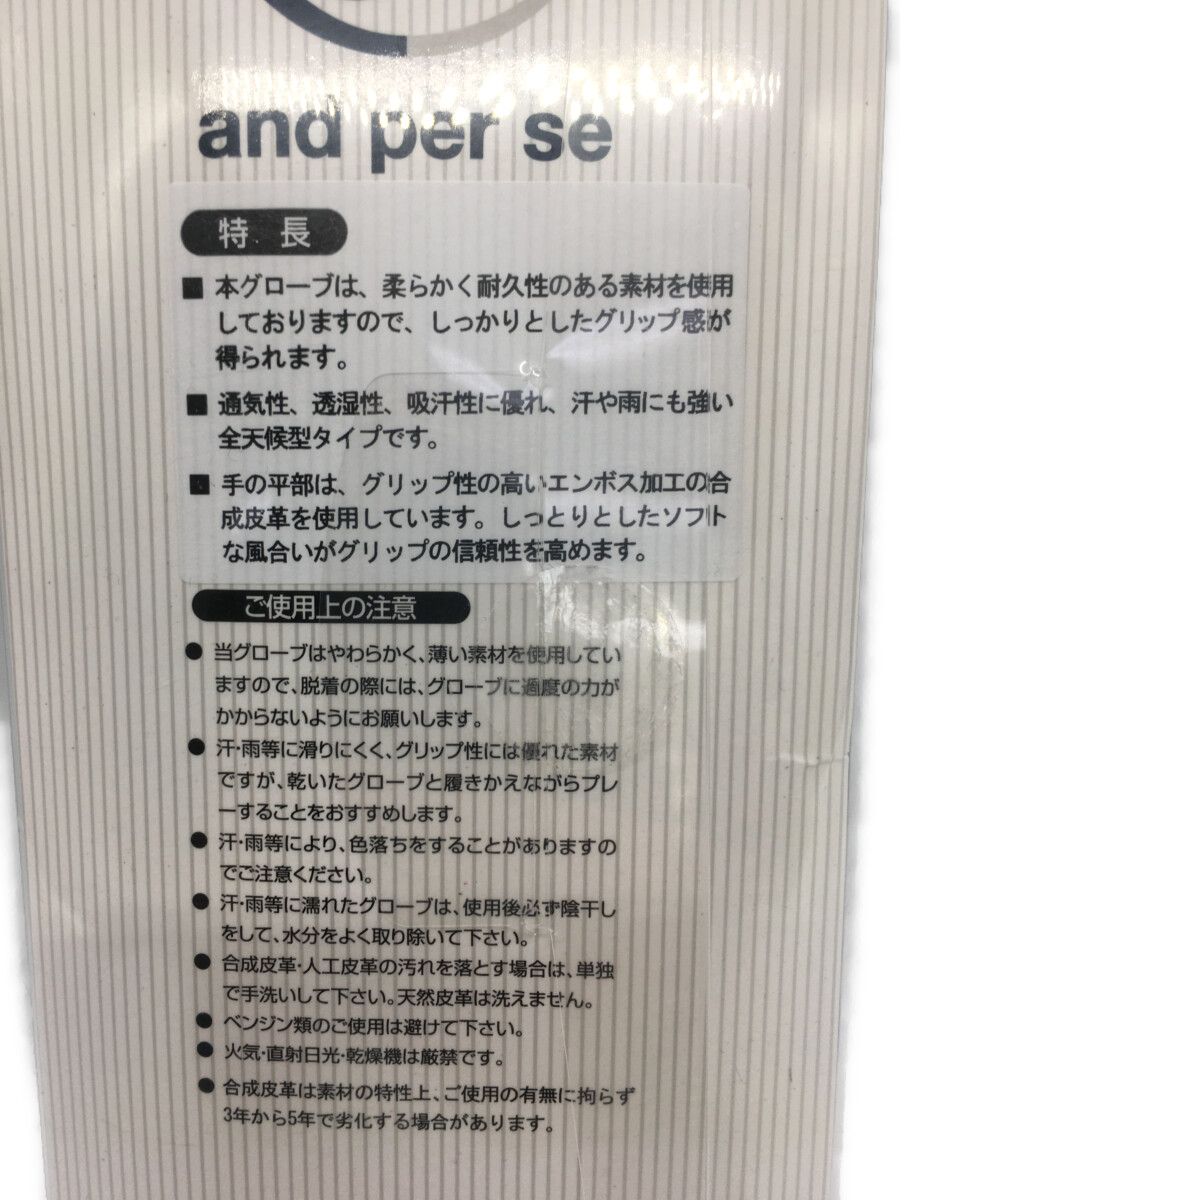 and per se
特 長
■ 本グローブは、柔らかく耐久性のある素材を使用
しておりますので、しっかりとしたグリップ感が
得られます。
■ 通気性、透湿性、吸汗性に優れ、汗や雨にも強い
全天候型タイプです。
■ 手の平部は、グリップ性の高いエンボス加工の合
成皮革を使用しています。しっとりとしたソフト
な風合いがグリップの信頼性を高めます。
ご使用上の注意
● 当グローブはやわらかく、薄い素材を使用してい
ますので、脱着の際には、グローブに過度の力が
かからないようにお願いします。
● 汗・雨等に滑りにくく、グリップ性には優れた素材
ですが、乾いたグローブと履きかえながらプレ
ーすることをおすすめします。
● 汗・雨等により、色落ちをすることがありますの
でご注意ください。
● 汗・雨等に濡れたグローブは、使用後必ず陰干し
をして、水分をよく取り除いて下さい。
● 合成皮革・人工皮革の汚れを落とす場合は、単独
で手洗いして下さい。天然皮革は洗えません。
● ベンジン類のご使用は避けて下さい。
● 火気・直射日光・乾燥機は厳禁です。
● 合成皮革は素材の特性上、ご使用の有無に拘らず
3年から5年で劣化する場合があります。